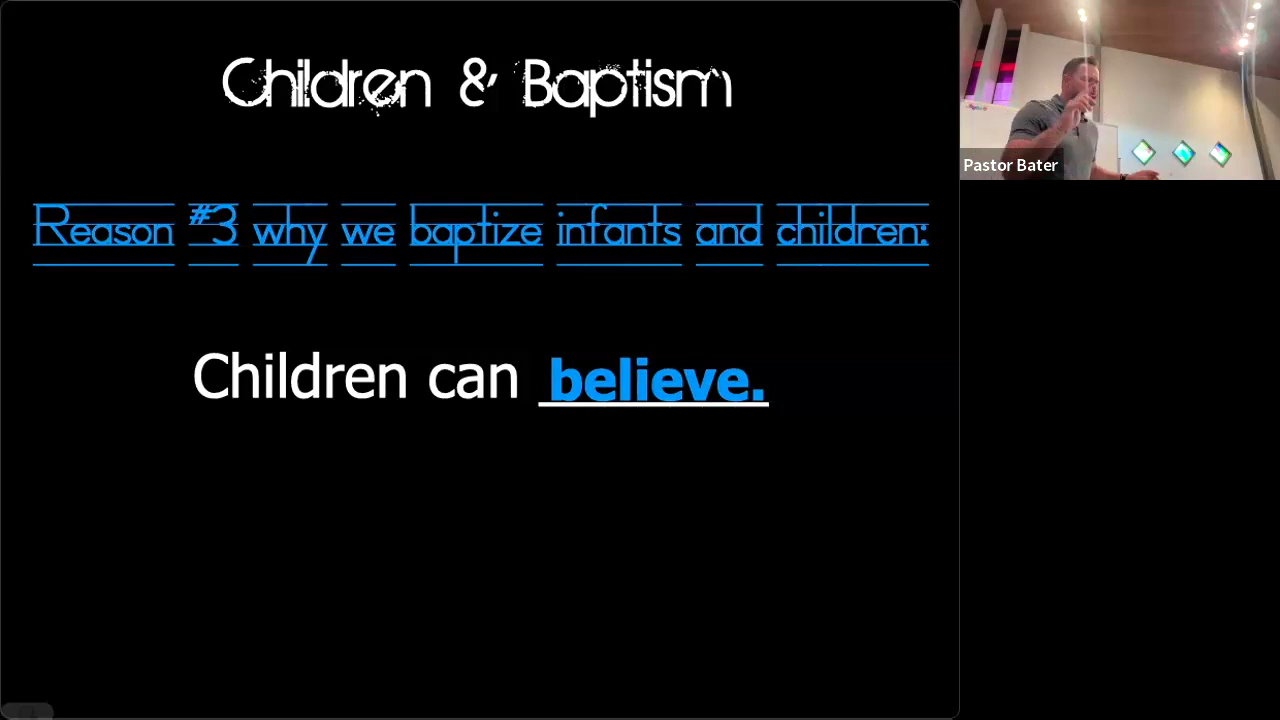 Children & Baptism
Reason #3 why we baptize infants and children:
Children can believe.
Pastor Bater